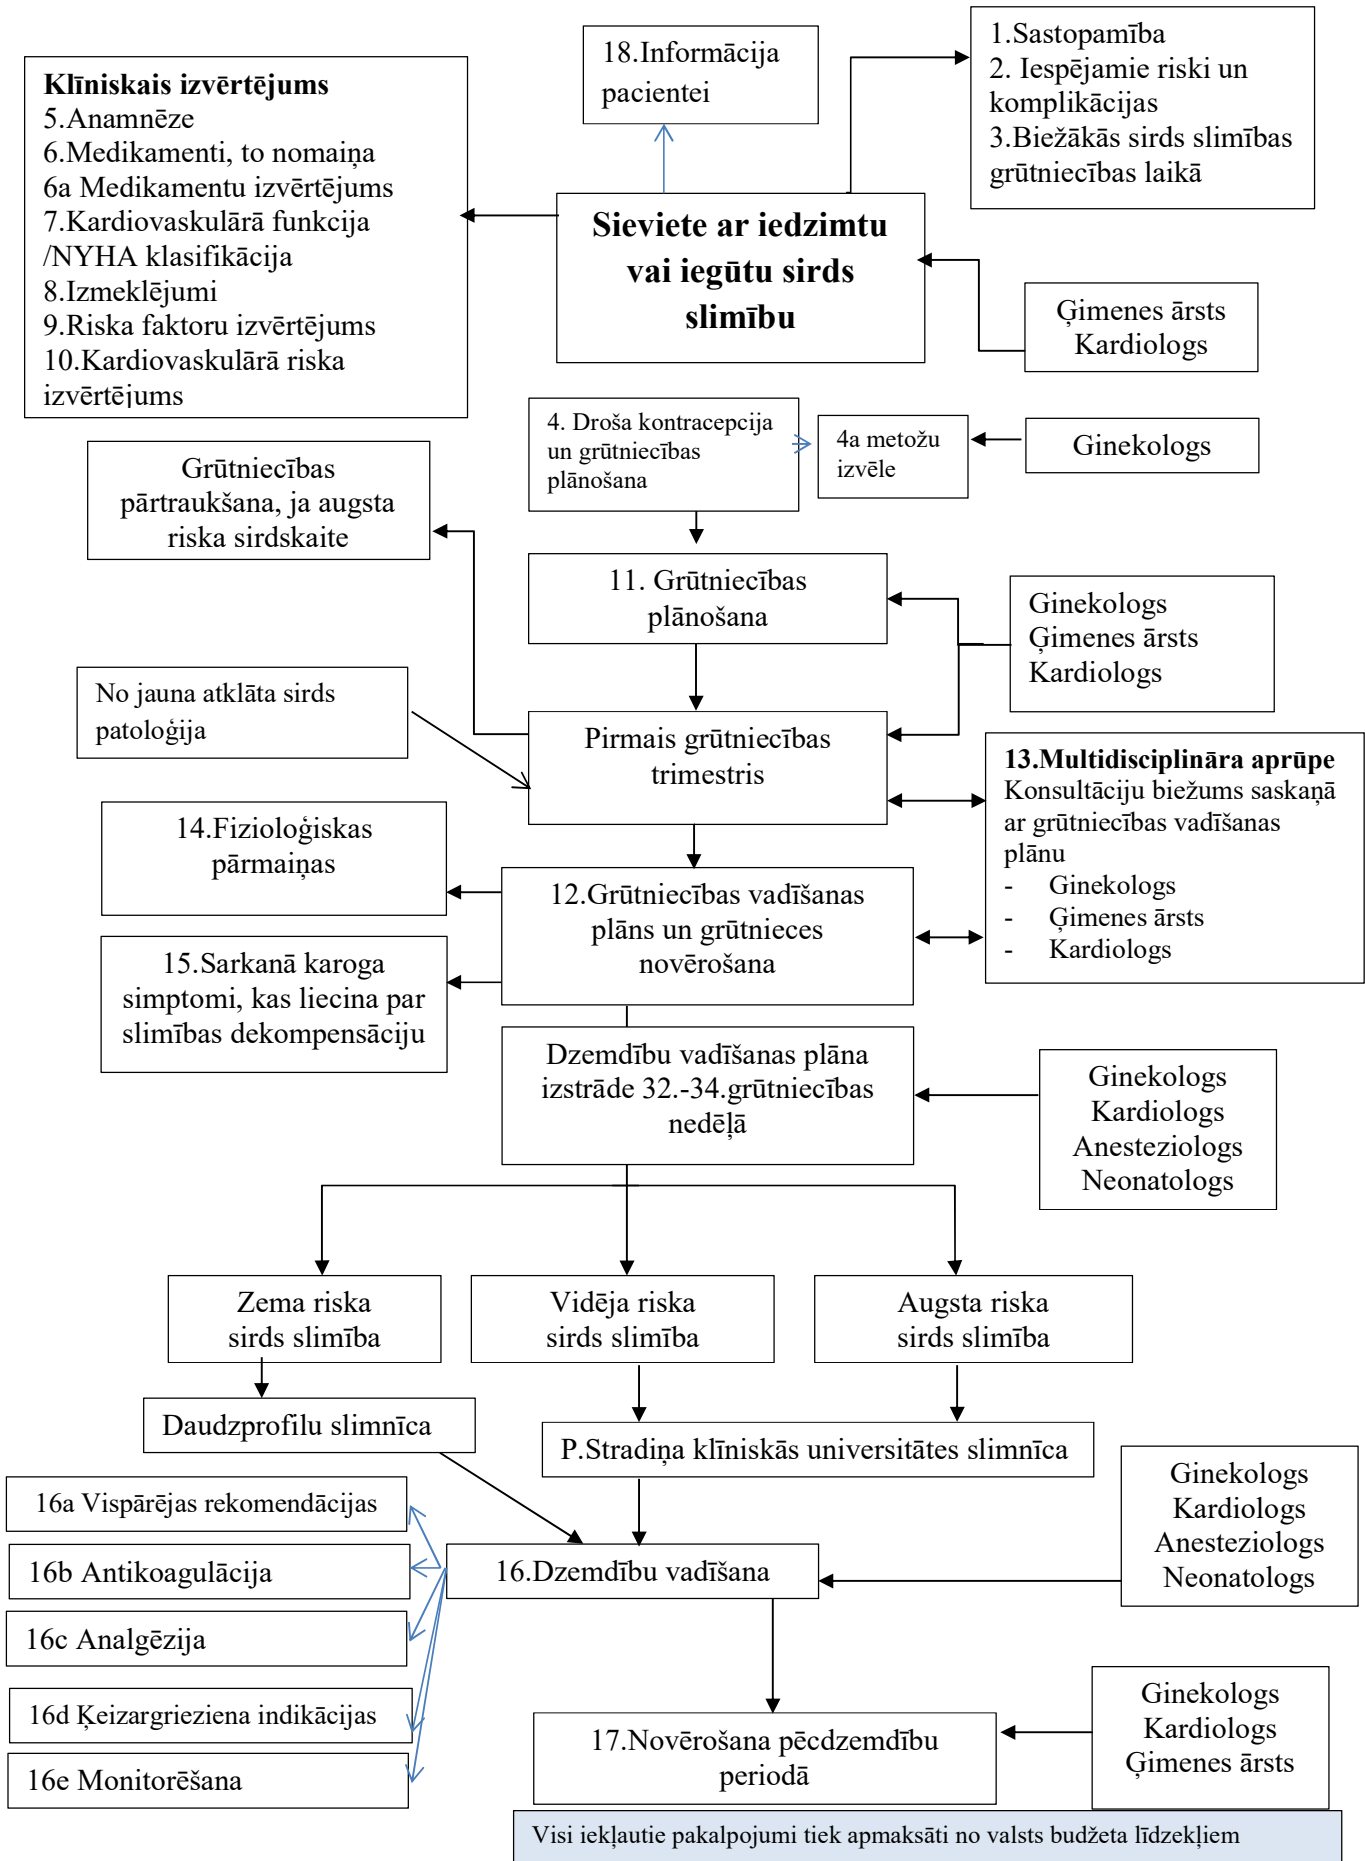 18.Informācija
pacientei
1.Sastopamība
2. Iespējamie riski un
komplikācijas
3.Biežākās sirds slimības
grūtniecības laikā
Klīniskais izvērtējums
5.Anamnēze
6.Medikamenti, to nomaiņa
6a Medikamentu izvērtējums
7.Kardiovaskulārā funkcija
/NYHA klasifikācija
8.Izmeklējumi
9.Riska faktoru izvērtējums
10.Kardiovaskulārā riska
izvērtējums
Sieviete ar iedzimtu
vai iegūtu sirds
slimību
Ģimenes ārsts
Kardiologs
4. Droša kontracepcija
un grūtniecības
plānošana
4a metožu
izvēle
Ginekologs
Grūtniecības
pārtraukšana, ja augsta
riska sirdskaite
11. Grūtniecības
plānošana
Ginekologs
Ģimenes ārsts
Kardiologs
No jauna atklāta sirds
patoloģija
Pirmais grūtniecības
trimestris
13.Multidisciplināra aprūpe
Konsultāciju biežums saskaņā
ar grūtniecības vadīšanas
plānu
- Ginekologs
- Ģimenes ārsts
- Kardiologs
14.Fizioloģiskas
pārmaiņas
12.Grūtniecības vadīšanas
plāns un grūtnieces
novērošana
15.Sarkanā karoga
simptomi, kas liecina par
slimības dekompensāciju
Dzemdību vadīšanas plāna
izstrāde 32.-34.grūtniecības
nedēļā
Ginekologs
Kardiologs
Anesteziologs
Neonatologs
Zema riska
sirds slimība
Vidēja riska
sirds slimība
Augsta riska
sirds slimība
Daudzprofilu slimnīca
P.Stradiņa klīniskās universitātes slimnīca
Ginekologs
Kardiologs
Anesteziologs
Neonatologs
16a Vispārējas rekomendācijas
16b Antikoagulācija
16c Analgēzija
16d Ķeizargrieziena indikācijas
16e Monitorēšana
16.Dzemdību vadīšana
17.Novērošana pēcdzemdību
periodā
Ginekologs
Kardiologs
Ģimenes ārsts
Visi iekļautie pakalpojumi tiek apmaksāti no valsts budžeta līdzekļiem